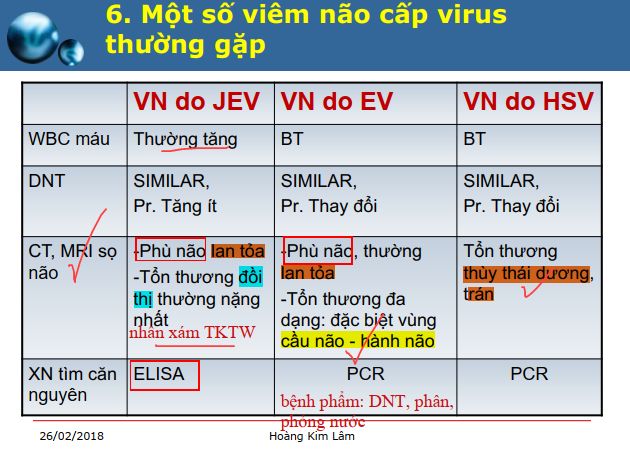 6. Một số viêm não cấp virus
thường gặp
VN do JEV
VN do EV
VN do HSV
WBC máu
Thường tăng
BT
BT
DNT
SIMILAR,
Pr. Tăng ít
SIMILAR,
Pr. Thay đổi
SIMILAR,
Pr. Thay đổi
CT, MRI sọ
não
-Phù não lan tỏa
-Tổn thương đồi
thị thường nặng
nhất
nhân xám TKTW
-Phù não, thường
lan tỏa
-Tổn thương đa
dạng: đặc biệt vùng
cầu não - hành não
Tổn thương
thùy thái dương,
trán
XN tìm căn
nguyên
ELISA
PCR
bệnh phẩm: DNT, phân,
phỏng nước
PCR
26/02/2018
Hoàng Kim Lâm